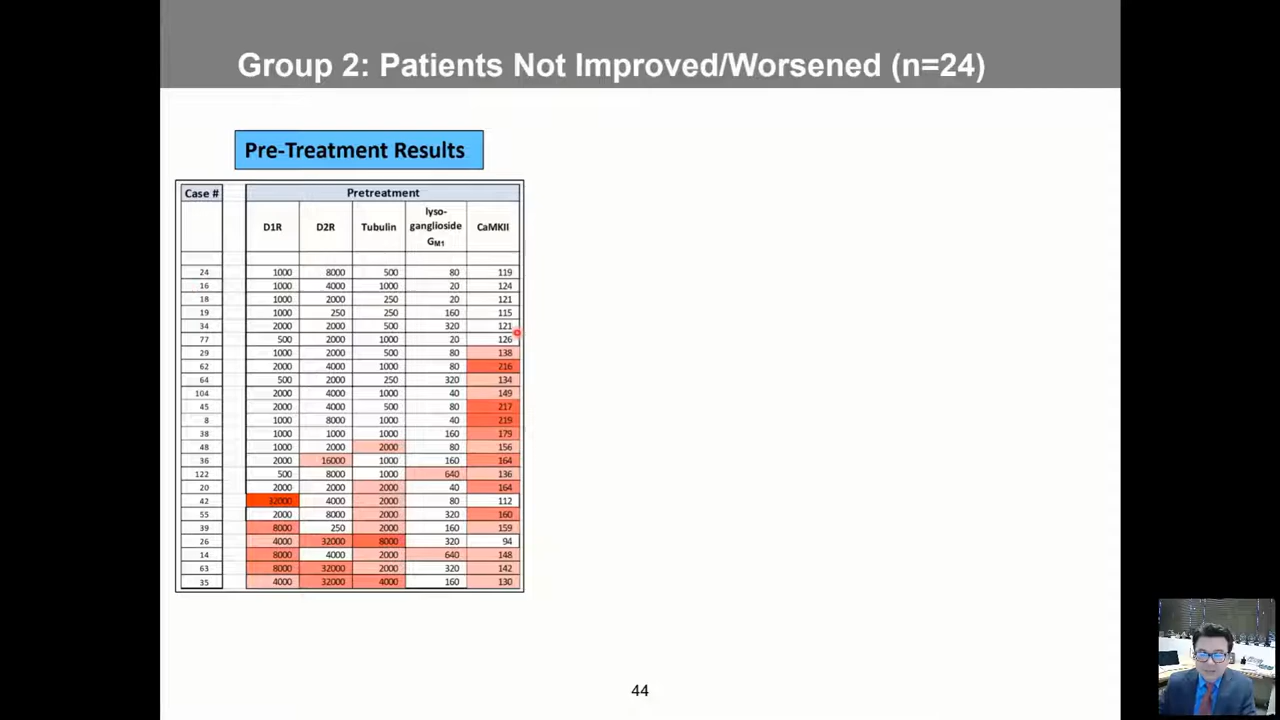 Group 2: Patients Not Improved/Worsened (n=24)
Pre-Treatment Results
Case # Pretreatment
D1R D2R Tubulin lyso-ganglioside GM1 CaMKII
24 1000 8000 500 80 119
16 1000 4000 1000 20 124
18 1000 2000 250 20 121
19 1000 250 250 160 115
34 2000 2000 500 320 121
77 500 2000 1000 20 126
29 1000 2000 500 80 138
62 2000 4000 1000 80 216
64 500 2000 250 320 134
104 2000 4000 1000 40 149
45 2000 4000 500 80 217
8 1000 8000 1000 40 219
38 1000 1000 1000 160 179
48 1000 2000 2000 80 156
36 2000 16000 1000 160 164
122 500 8000 1000 640 136
20 2000 2000 2000 40 164
42 32000 4000 2000 80 112
55 2000 8000 2000 320 160
39 8000 250 2000 160 159
26 4000 32000 8000 320 94
14 8000 4000 2000 640 148
63 8000 32000 2000 320 142
35 4000 32000 4000 160 130
44